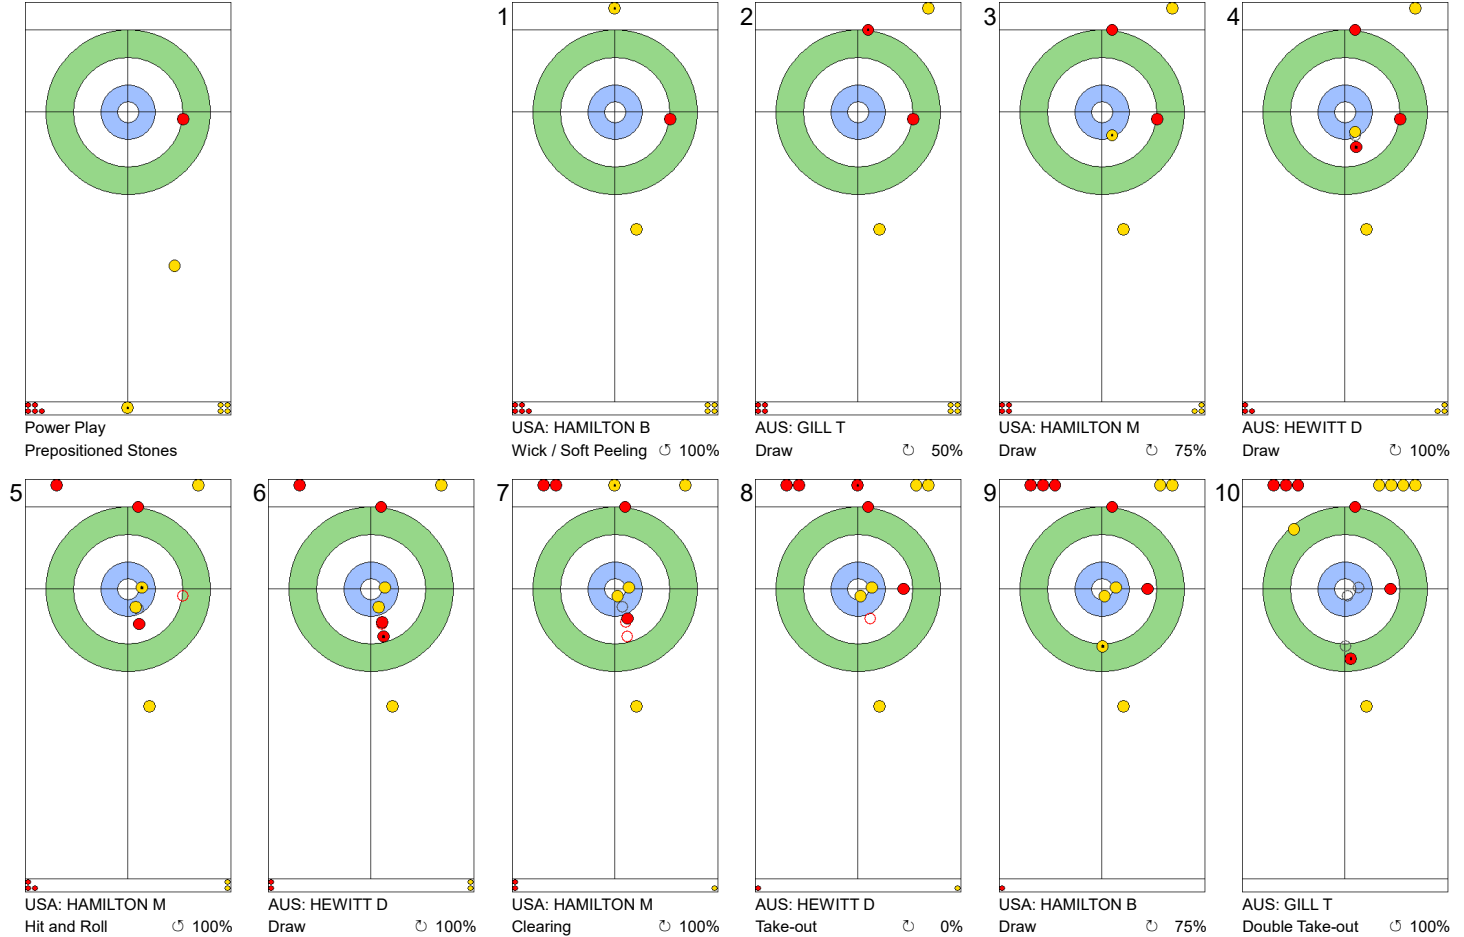 Power Play
Prepositioned Stones
1
USA: HAMILTON B
Wick / Soft Peeling ↺ 100%
2
AUS: GILL T
Draw ↻ 50%
3
USA: HAMILTON M
Draw ↻ 75%
4
AUS: HEWITT D
Draw ↻ 100%
5
USA: HAMILTON M
Hit and Roll ↺ 100%
6
AUS: HEWITT D
Draw ↻ 100%
7
USA: HAMILTON M
Clearing ↻ 100%
8
AUS: HEWITT D
Take-out ↻ 0%
9
USA: HAMILTON B
Draw ↻ 75%
10
AUS: GILL T
Double Take-out ↺ 100%